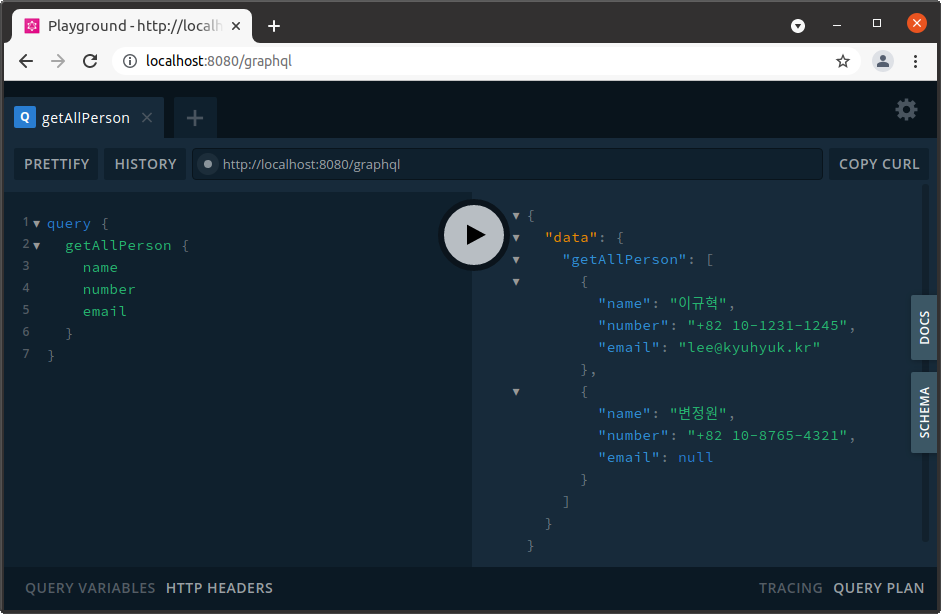 Playground - http://localh
localhost:8080/graphql
Q getAllPerson
PRETTIFY HISTORY http://localhost:8080/graphql COPY CURL
1 query {
2 getAllPerson {
3 name
4 number
5 email
6 }
7 }
{
"data": {
"getAllPerson": [
{
"name": "이규혁",
"number": "+82 10-1231-1245",
"email": "lee@kyuhyuk.kr"
},
{
"name": "변정원",
"number": "+82 10-8765-4321",
"email": null
}
]
}
}
DOCS
SCHEMA
QUERY VARIABLES HTTP HEADERS TRACING QUERY PLAN